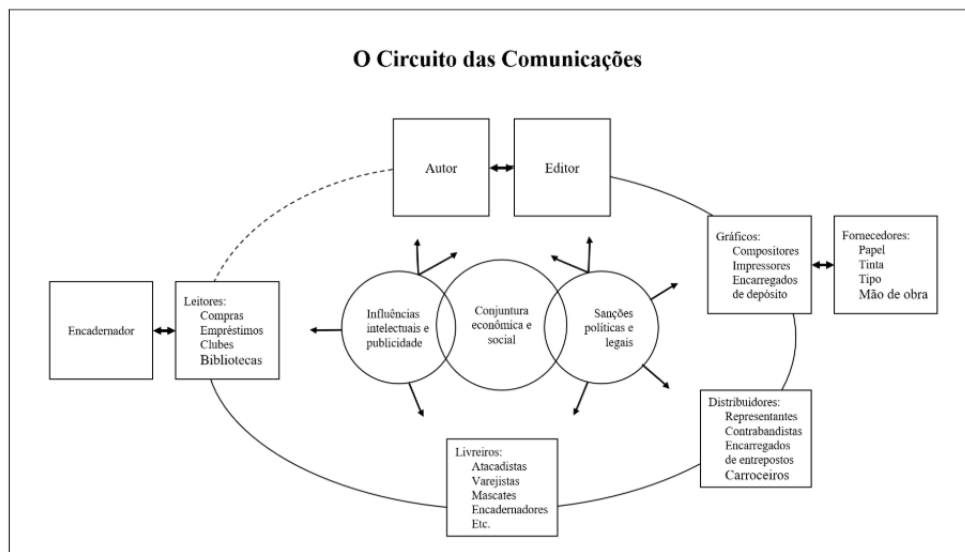 O Circuito das Comunicações
Autor
Editor
Gráficos:
Compositores
Impressores
Encarregados
de depósito
Fornecedores:
Papel
Tinta
Tipo
Mão de obra
Encadernador
Leitores:
Compras
Empréstimos
Clubes
Bibliotecas
Influências
intelectuais e
publicidade
Conjuntura
econômica e
social
Sanções
políticas e
legais
Distribuidores:
Representantes
Contrabandistas
Encarregados
de entrepostos
Carroceiros
Livreiros:
Atacadistas
Varejistas
Mascates
Encadernadores
Etc.